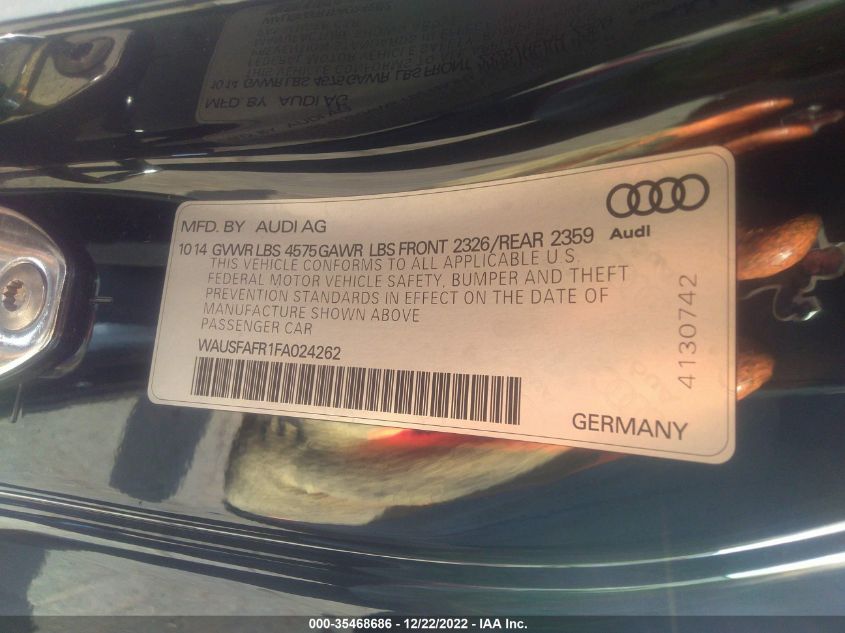 MFD. BY AUDI AG
Audi
10 14 GVWR LBS 4575 GAWR LBS FRONT 2326/REAR 2359
THIS VEHICLE CONFORMS TO ALL APPLICABLE U.S.
FEDERAL MOTOR VEHICLE SAFETY, BUMPER AND THEFT
PREVENTION STANDARDS IN EFFECT ON THE DATE OF
MANUFACTURE SHOWN ABOVE
PASSENGER CAR
WAUSFAFR1FA024262
4130742
GERMANY
000-35468686 - 12/22/2022 - IAA Inc.